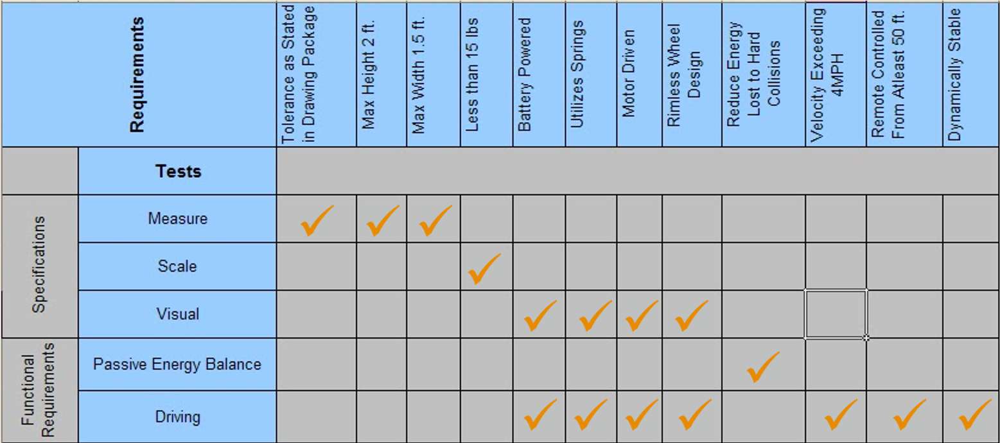 Requirements
Tolerance as Stated
in Drawing Package
Max Height 2 ft.
Max Width 1.5 ft.
Less than 15 lbs
Battery Powered
Utilizes Springs
Motor Driven
Rimless Wheel
Design
Reduce Energy
Lost to Hard
Collisions
Velocity Exceeding
4MPH
Remote Controlled
From Atleast 50 ft.
Dynamically Stable
Tests
Specifications
Measure
Scale
Visual
Functional
Requirements
Passive Energy Balance
Driving